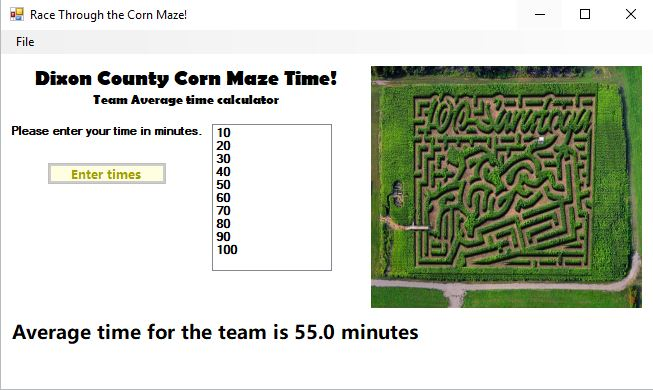 Race Through the Corn Maze!
File
Dixon County Corn Maze Time!
Team Average time calculator
Please enter your time in minutes.
Enter times
10
20
30
40
50
60
70
80
90
100
Average time for the team is 55.0 minutes